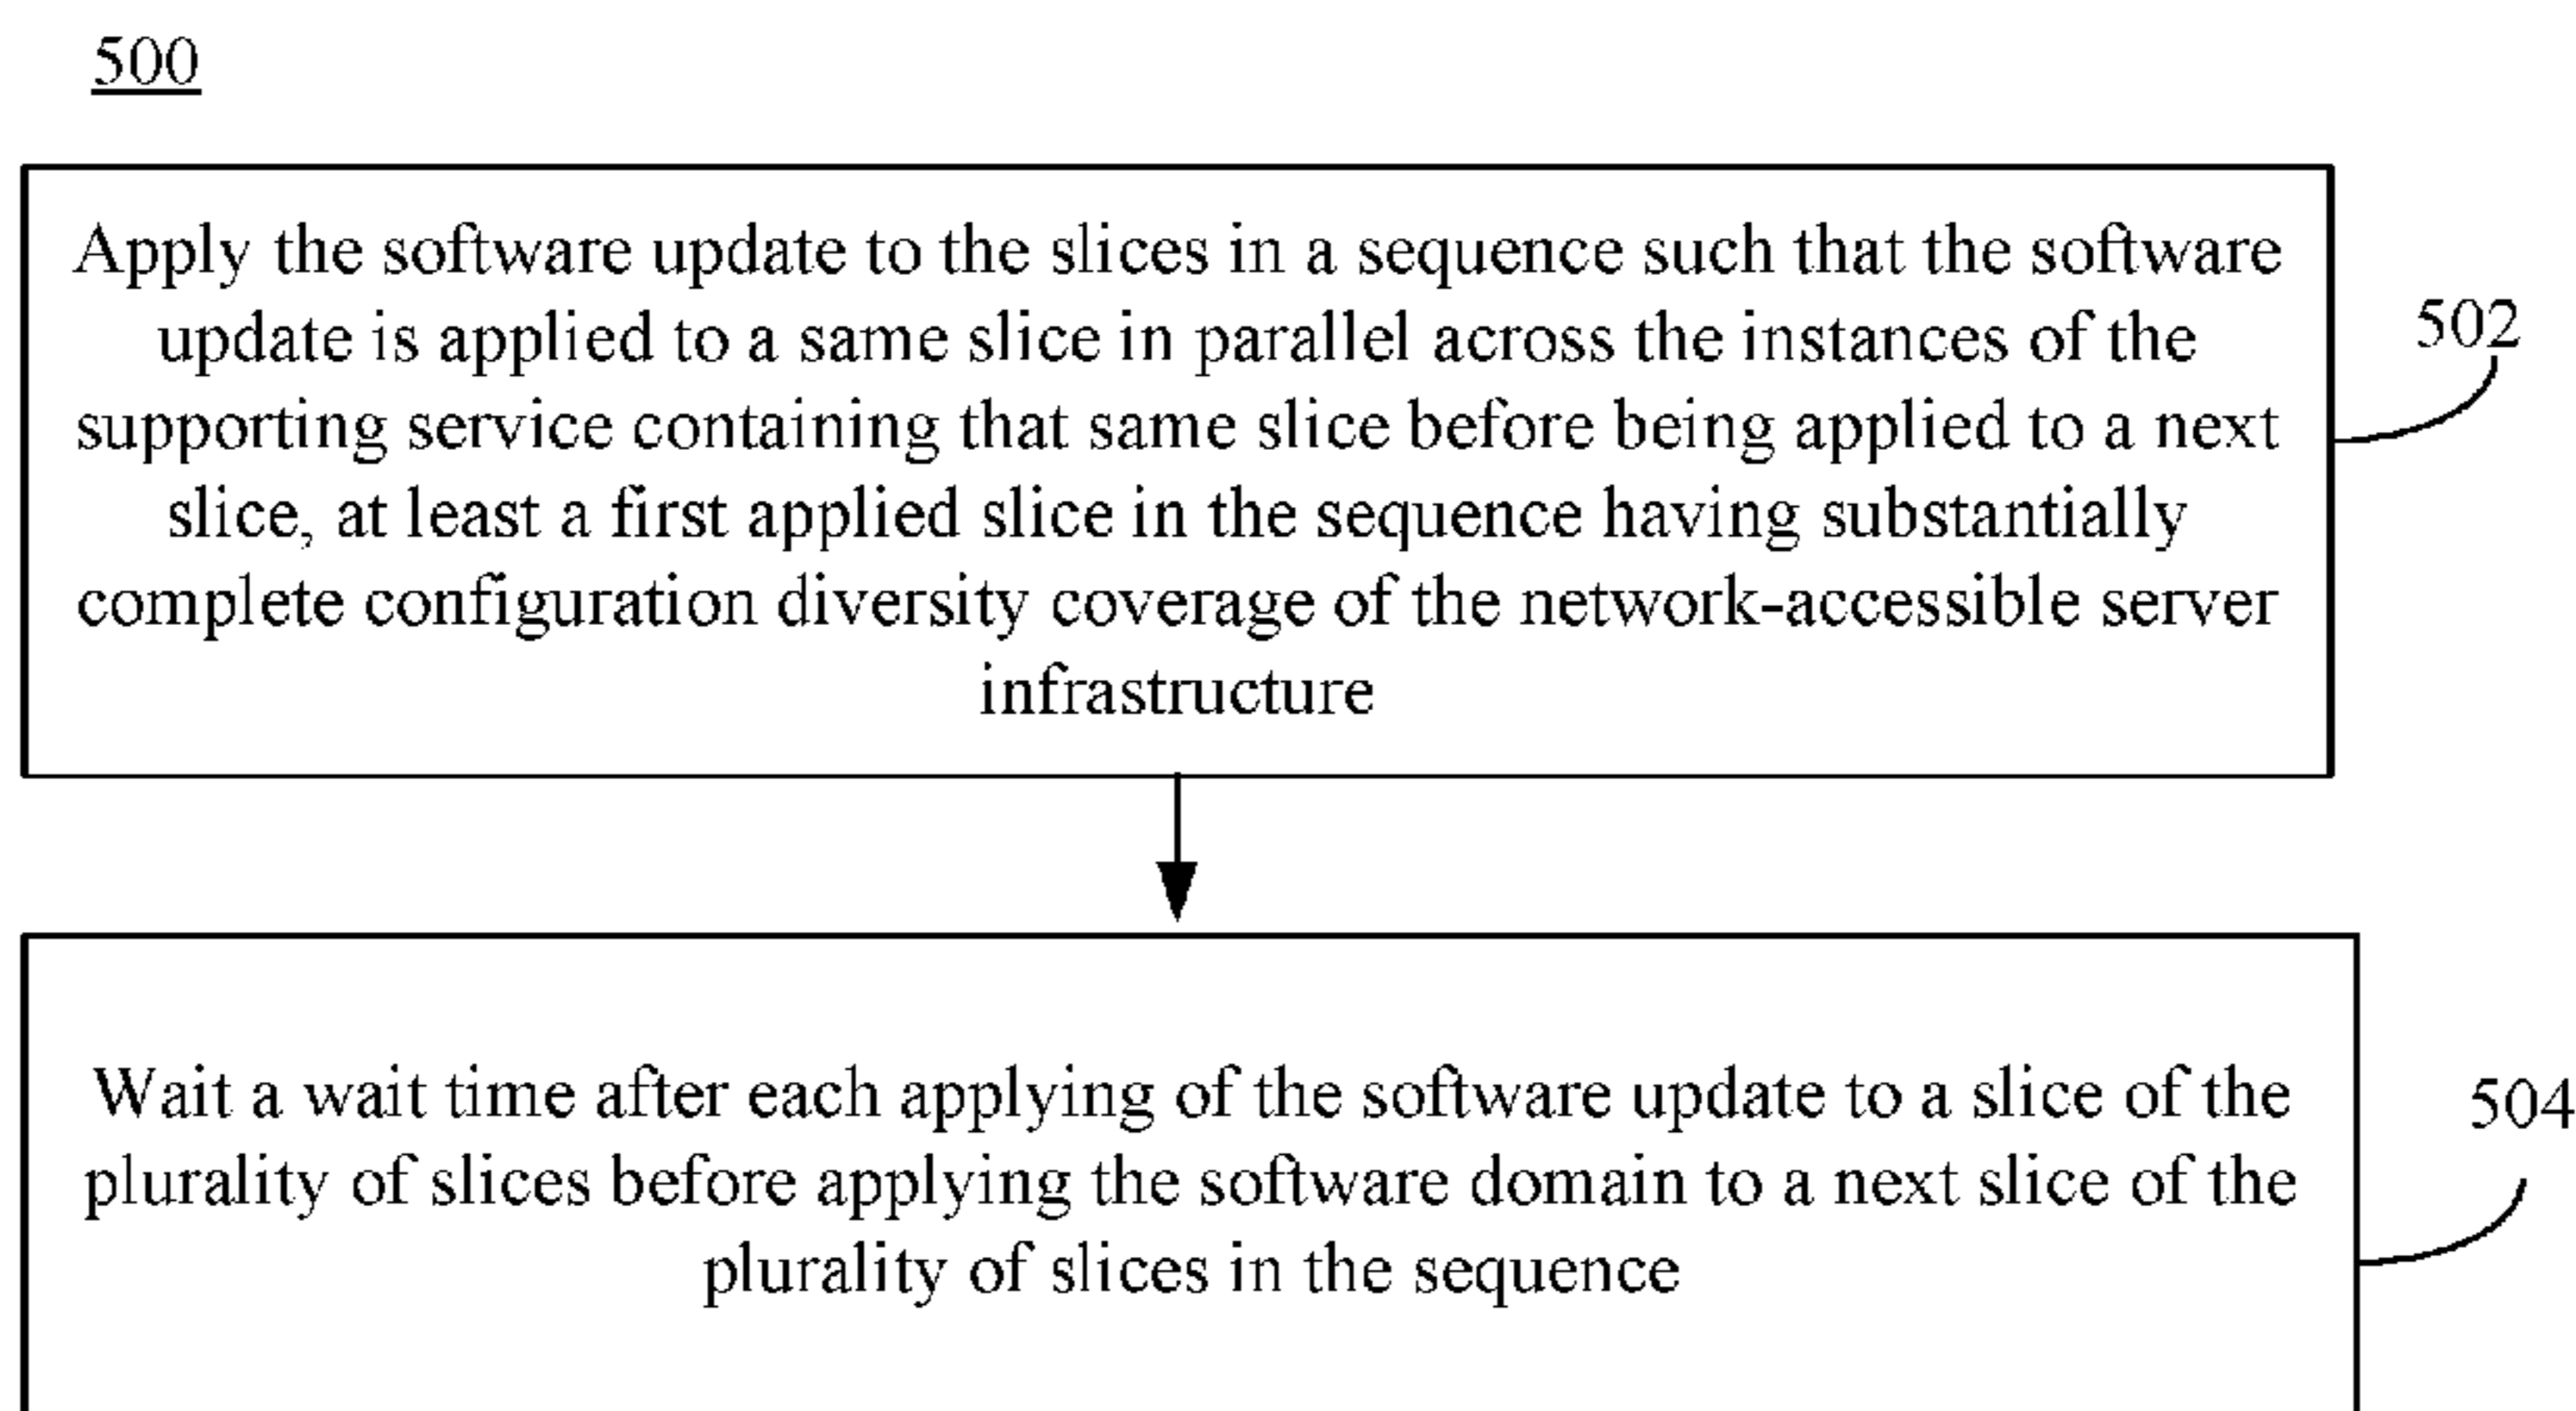 500
Apply the software update to the slices in a sequence such that the software
update is applied to a same slice in parallel across the instances of the
supporting service containing that same slice before being applied to a next
slice, at least a first applied slice in the sequence having substantially
complete configuration diversity coverage of the network-accessible server
infrastructure
502
Wait a wait time after each applying of the software update to a slice of the
plurality of slices before applying the software domain to a next slice of the
plurality of slices in the sequence
504